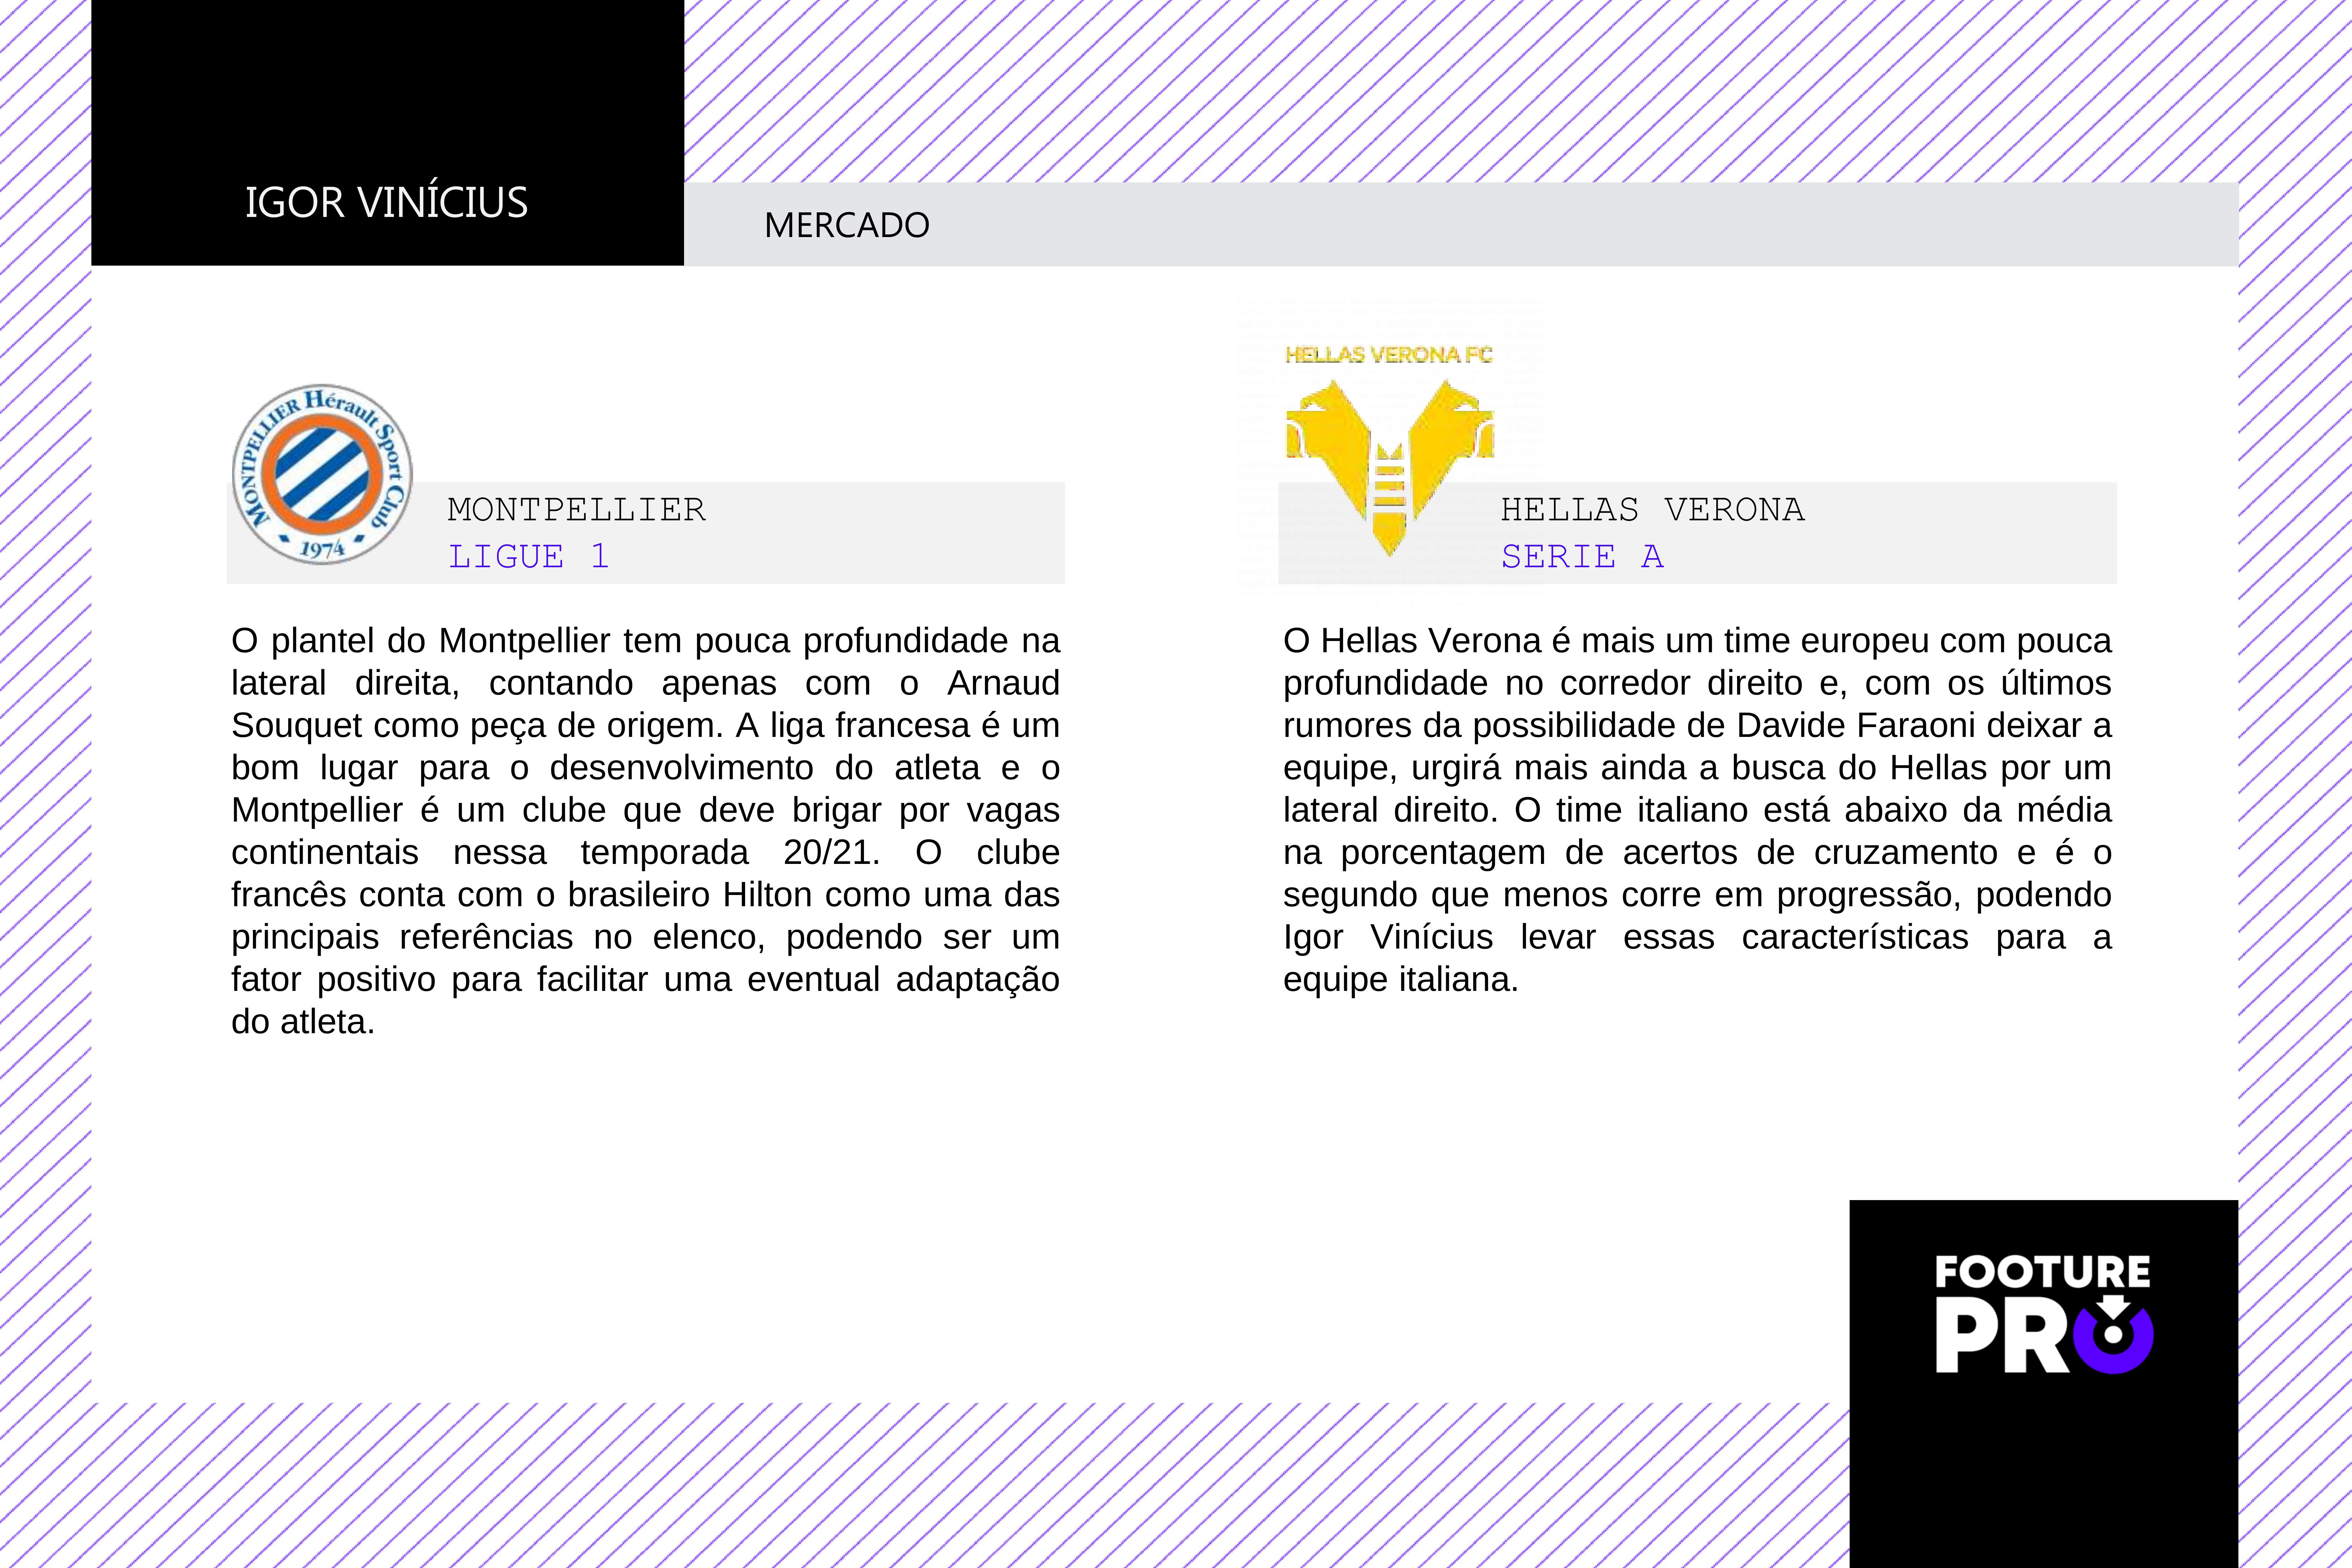 IGOR VINÍCIUS
MERCADO
MONTPELLIER Hérault Sport Club
1974
MONTPELLIER
LIGUE 1
O plantel do Montpellier tem pouca profundidade na
lateral direita, contando apenas com o Arnaud
Souquet como peça de origem. A liga francesa é um
bom lugar para o desenvolvimento do atleta e o
Montpellier é um clube que deve brigar por vagas
continentais nessa temporada 20/21. O clube
francês conta com o brasileiro Hilton como uma das
principais referências no elenco, podendo ser um
fator positivo para facilitar uma eventual adaptação
do atleta.
HELLAS VERONA FC
HELLAS VERONA
SERIE A
O Hellas Verona é mais um time europeu com pouca
profundidade no corredor direito e, com os últimos
rumores da possibilidade de Davide Faraoni deixar a
equipe, urgirá mais ainda a busca do Hellas por um
lateral direito. O time italiano está abaixo da média
na porcentagem de acertos de cruzamento e é o
segundo que menos corre em progressão, podendo
Igor Vinícius levar essas características para a
equipe italiana.
FOOTURE
PRO